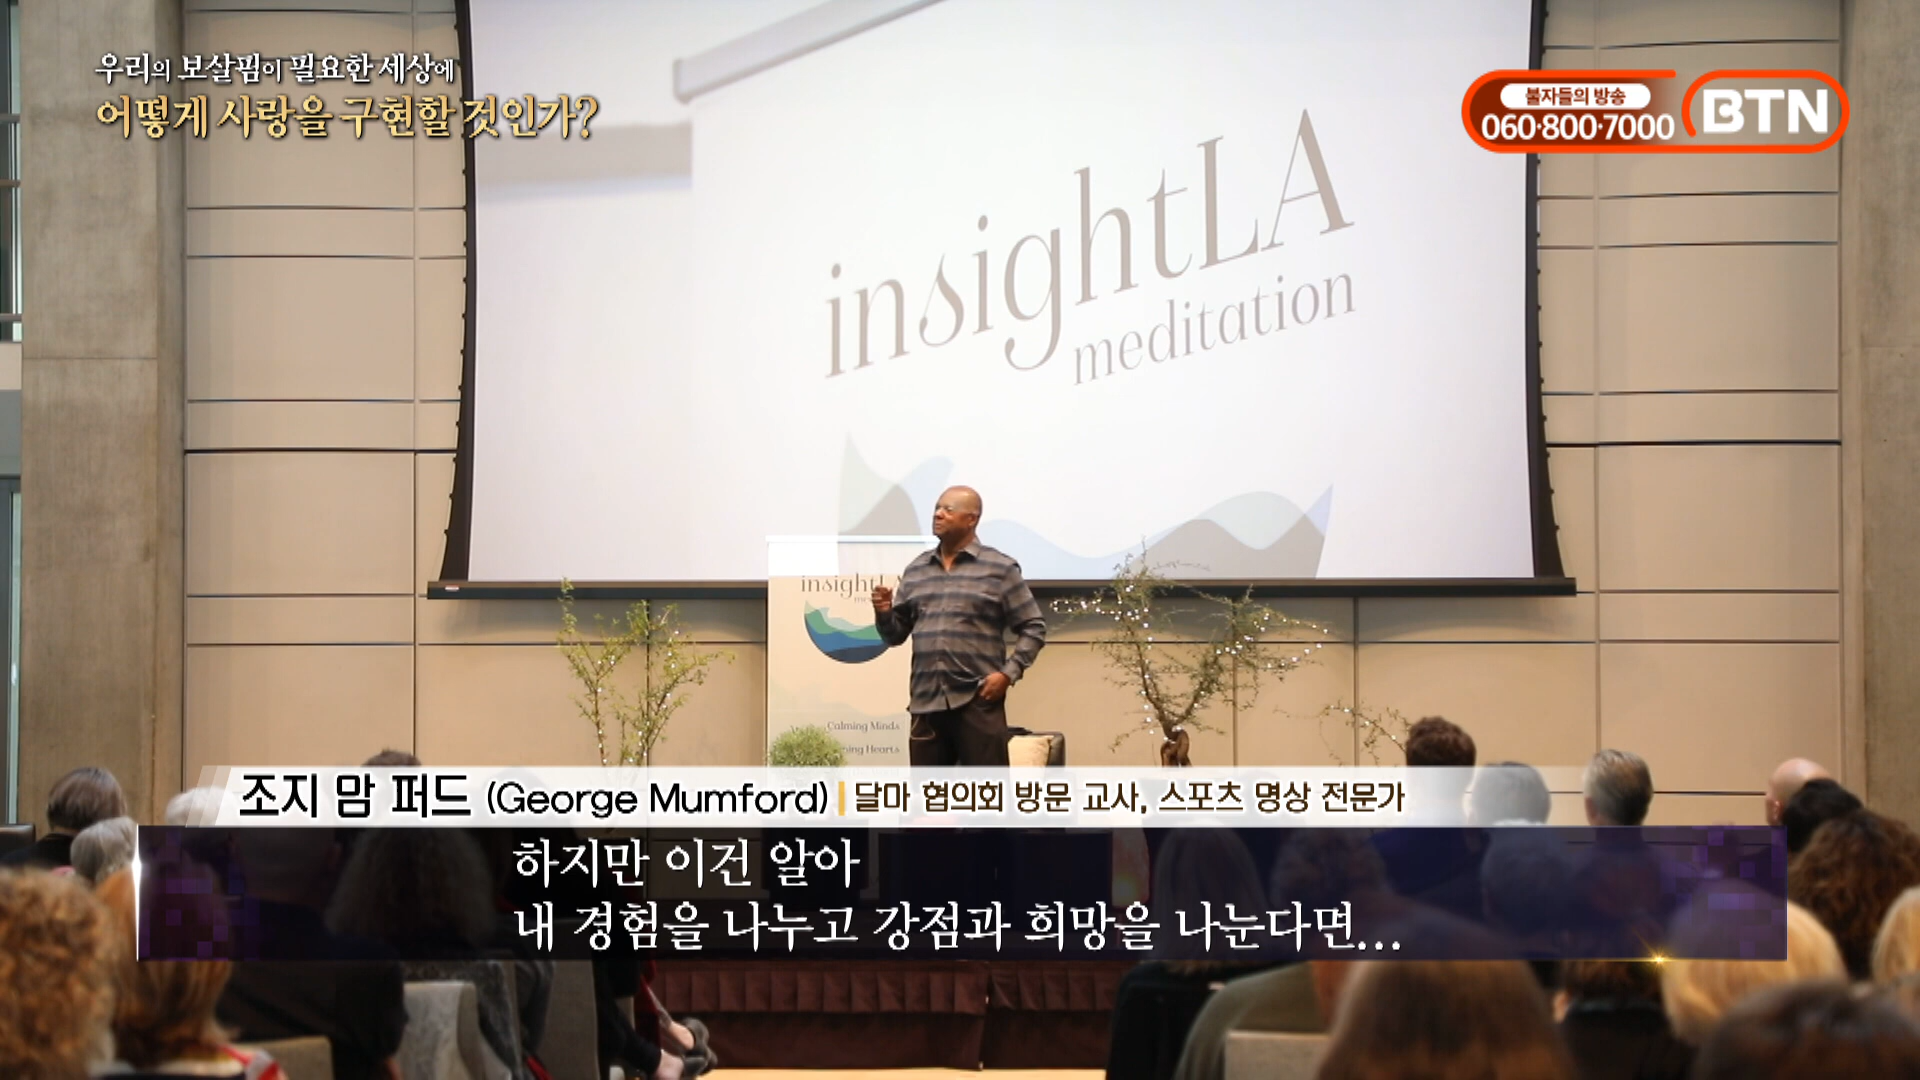 우리의 보살핌이 필요한 세상에
어떻게 사랑을 구현할 것인가?
불자들의 방송
060·800·7000
BTN
insightLA
meditation
insightLA
Calming Minds
Hearts
조지 맘 퍼드 (George Mumford) 달마 협의회 방문 교사, 스포츠 명상 전문가
하지만 이건 알아
내 경험을 나누고 강점과 희망을 나눈다면...